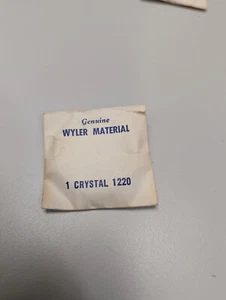 Genuine
WYLER MATERIAL
1 CRYSTAL 1220